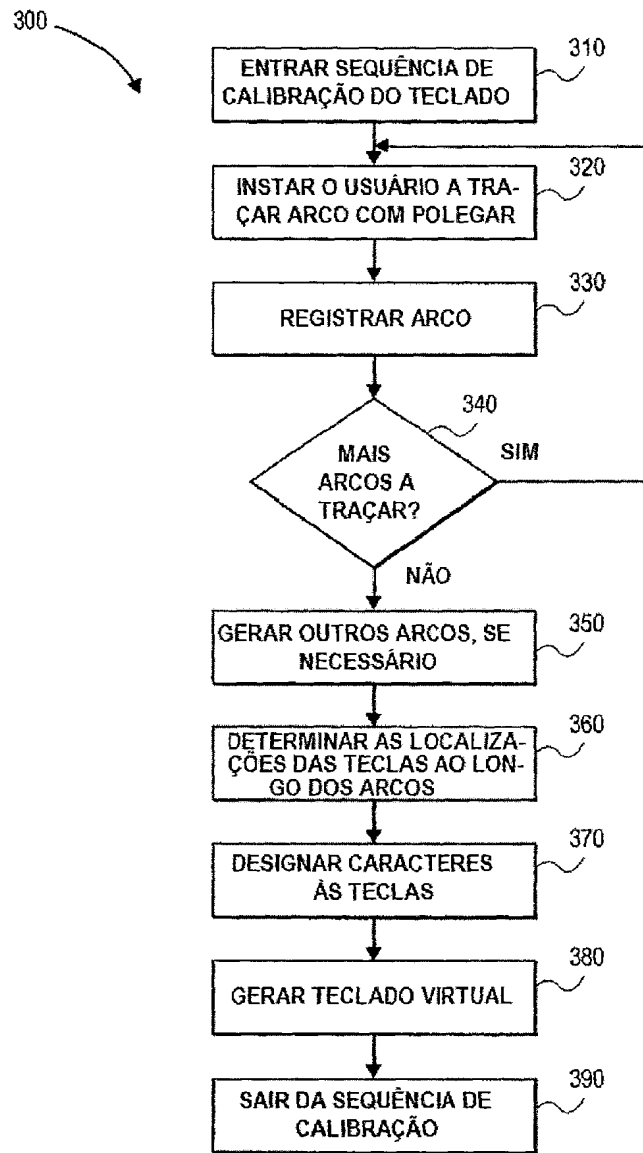 300
310
ENTRAR SEQUÊNCIA DE
CALIBRAÇÃO DO TECLADO
320
INSTAR O USUÁRIO A TRA-
ÇAR ARCO COM POLEGAR
330
REGISTRAR ARCO
340
MAIS
ARCOS A
TRAÇAR?
SIM
NÃO
350
GERAR OUTROS ARCOS, SE
NECESSÁRIO
360
DETERMINAR AS LOCALIZA-
ÇÕES DAS TECLAS AO LON-
GO DOS ARCOS
370
DESIGNAR CARACTERES
ÀS TECLAS
380
GERAR TECLADO VIRTUAL
390
SAIR DA SEQUÊNCIA DE
CALIBRAÇÃO